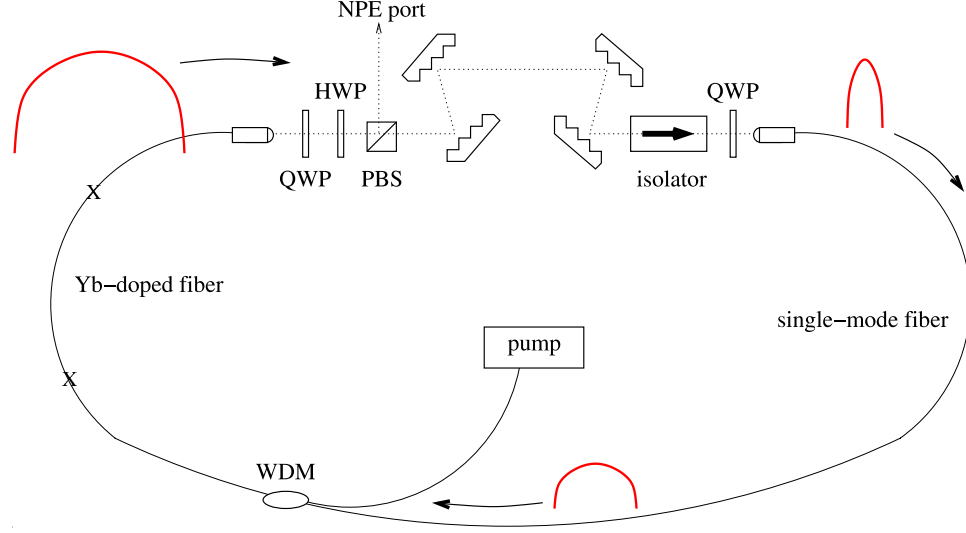 NPE port
HWP
QWP
QWP
PBS
isolator
X
Yb−doped fiber
single−mode fiber
pump
X
WDM